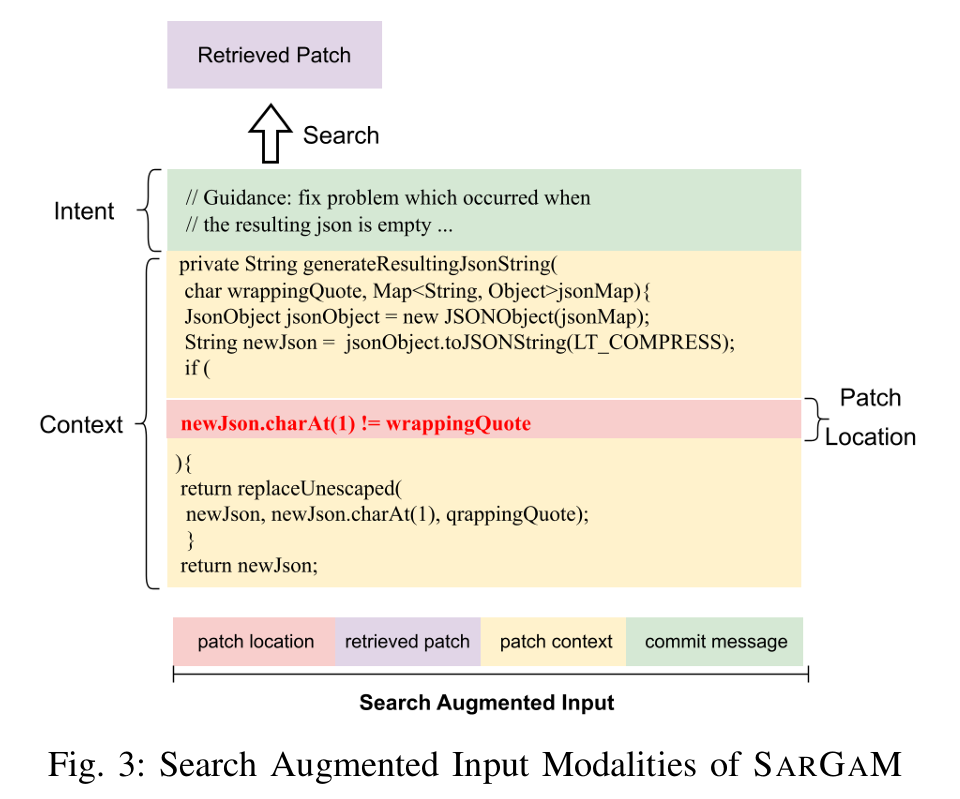 Retrieved Patch
Search
Intent
// Guidance: fix problem which occurred when
// the resulting json is empty ...
Context
private String generateResultingJsonString(
char wrappingQuote, Map<String, Object>jsonMap){
JsonObject jsonObject = new JSONObject(jsonMap);
String newJson = jsonObject.toJSONString(LT_COMPRESS);
if (
newJson.charAt(1) != wrappingQuote
Patch
Location
){
return replaceUnescaped(
newJson, newJson.charAt(1), qrappingQuote);
}
return newJson;
patch location retrieved patch patch context commit message
Search Augmented Input
Fig. 3: Search Augmented Input Modalities of SARGAM